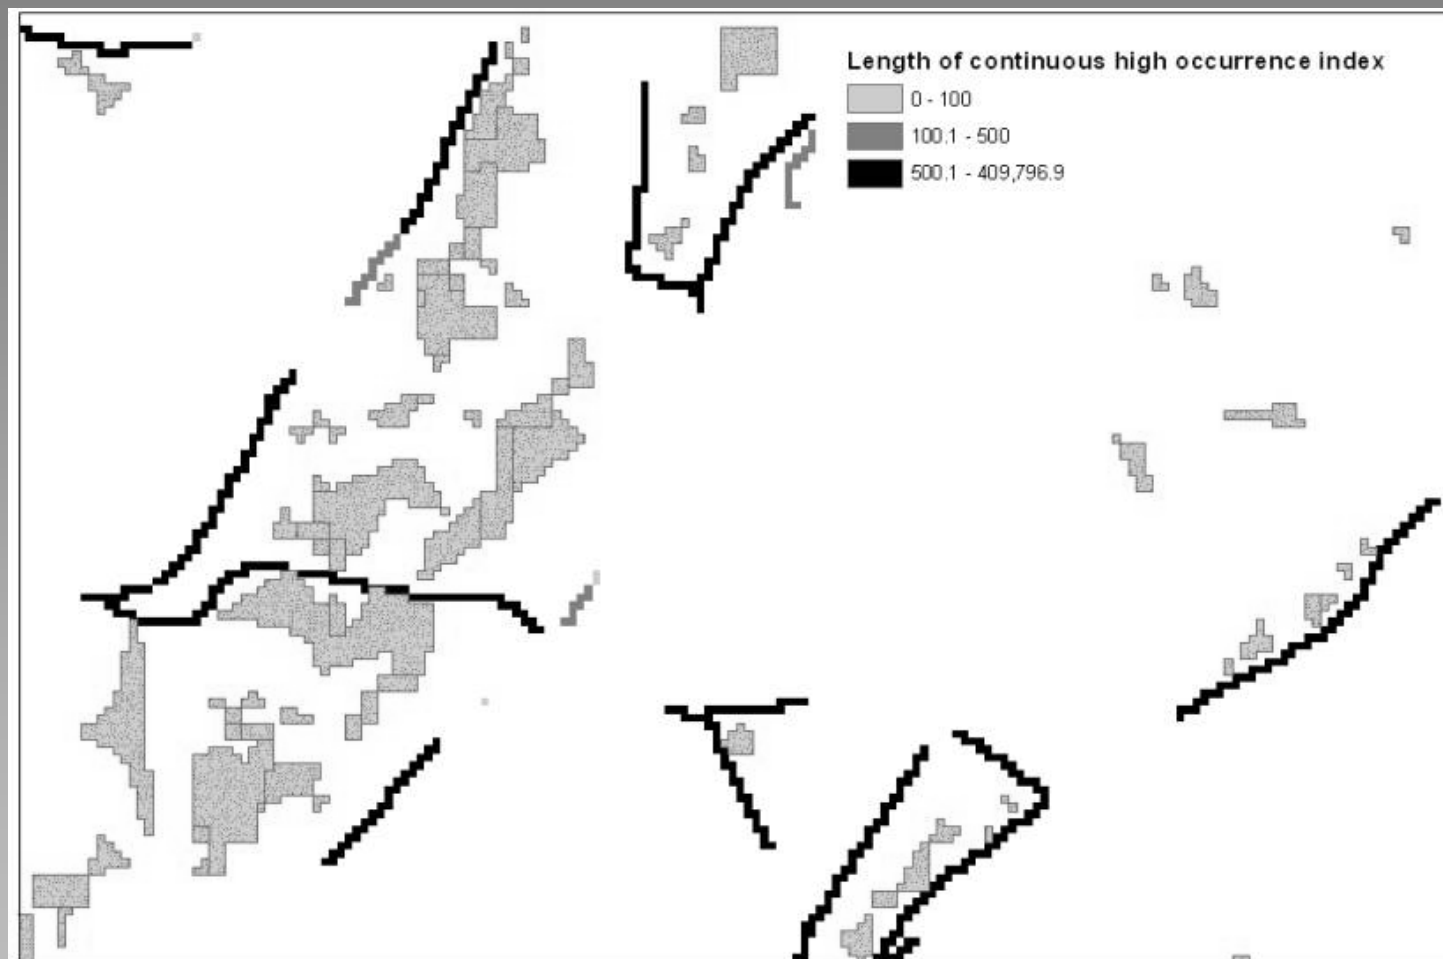 Length of continuous high occurrence index
0 - 100
100.1 - 500
500.1 - 409,796.9